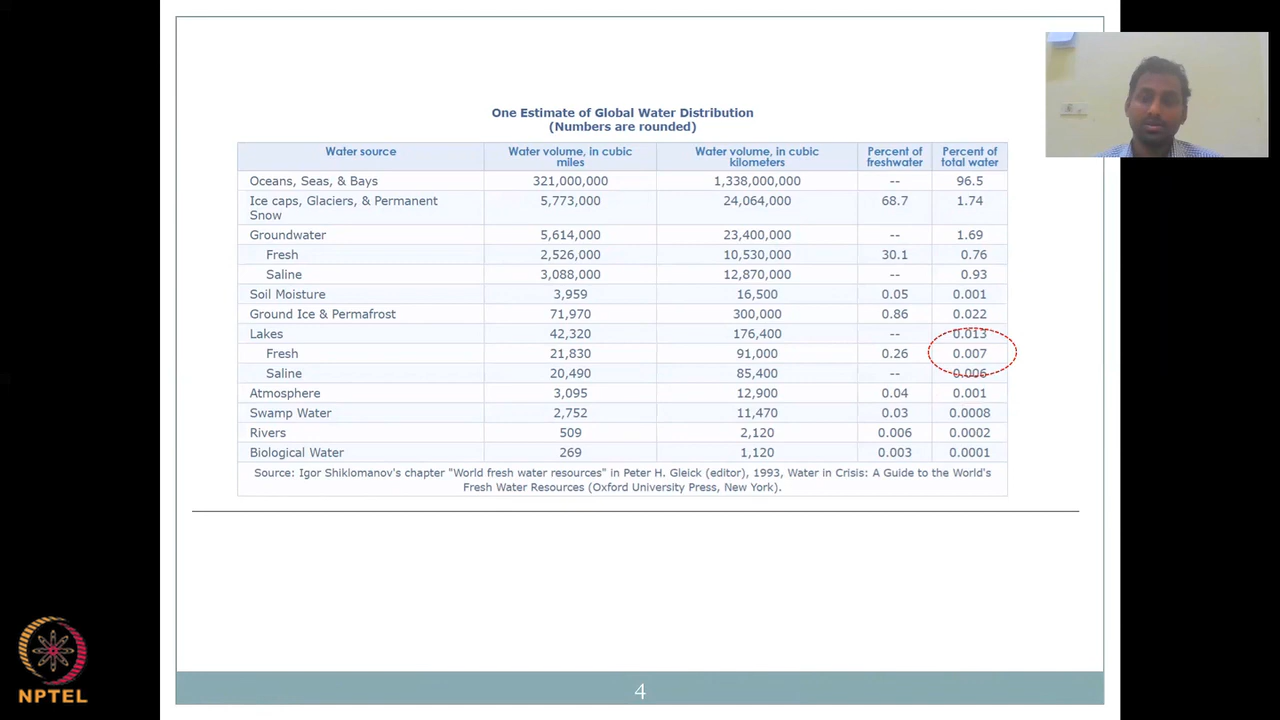 One Estimate of Global Water Distribution
(Numbers are rounded)
Water source Water volume, in cubic miles Water volume, in cubic kilometers Percent of freshwater Percent of total water
Oceans, Seas, & Bays 321,000,000 1,338,000,000 -- 96.5
Ice caps, Glaciers, & Permanent Snow 5,773,000 24,064,000 68.7 1.74
Groundwater 5,614,000 23,400,000 -- 1.69
Fresh 2,526,000 10,530,000 30.1 0.76
Saline 3,088,000 12,870,000 -- 0.93
Soil Moisture 3,959 16,500 0.05 0.001
Ground Ice & Permafrost 71,970 300,000 0.86 0.022
Lakes 42,320 176,400 -- 0.013
Fresh 21,830 91,000 0.26 0.007
Saline 20,490 85,400 -- 0.006
Atmosphere 3,095 12,900 0.04 0.001
Swamp Water 2,752 11,470 0.03 0.0008
Rivers 509 2,120 0.006 0.0002
Biological Water 269 1,120 0.003 0.0001
Source: Igor Shiklomanov's chapter "World fresh water resources" in Peter H. Gleick (editor), 1993, Water in Crisis: A Guide to the World's
Fresh Water Resources (Oxford University Press, New York).
4
NPTEL